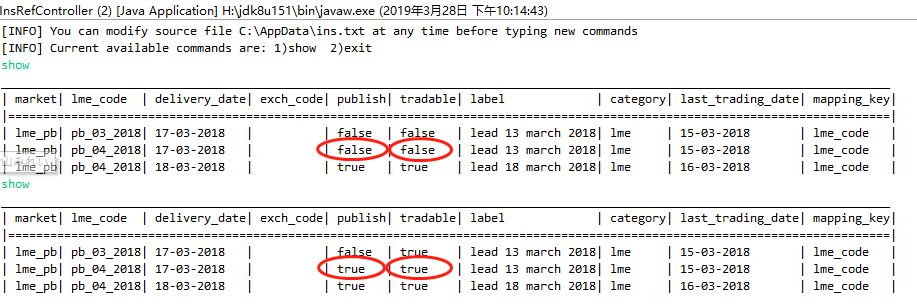 InsRefController (2) [Java Application] H:\jdk8u151\bin\javaw.exe (2019年3月28日 下午10:14:43)
[INFO] You can modify source file C:\AppData\ins.txt at any time before typing new commands
[INFO] Current available commands are: 1)show 2)exit
show
| market| lme_code | delivery_date| exch_code| publish| tradable| label | category| last_trading_date| mapping_key|
| lme_pb| pb_03_2018| 17-03-2018 | | false | false | lead 13 march 2018| lme | 15-03-2018 | lme_code |
| lme_pb| pb_04_2018| 17-03-2018 | | false | false | lead 13 march 2018| lme | 15-03-2018 | lme_code |
| lme_pb| pb_04_2018| 18-03-2018 | | true | true | lead 18 march 2018| lme | 16-03-2018 | lme_code |
show
| market| lme_code | delivery_date| exch_code| publish| tradable| label | category| last_trading_date| mapping_key|
| lme_pb| pb_03_2018| 17-03-2018 | | false | true | lead 13 march 2018| lme | 15-03-2018 | lme_code |
| lme_pb| pb_04_2018| 17-03-2018 | | true | true | lead 13 march 2018| lme | 15-03-2018 | lme_code |
| lme_pb| pb_04_2018| 18-03-2018 | | true | true | lead 18 march 2018| lme | 16-03-2018 | lme_code |